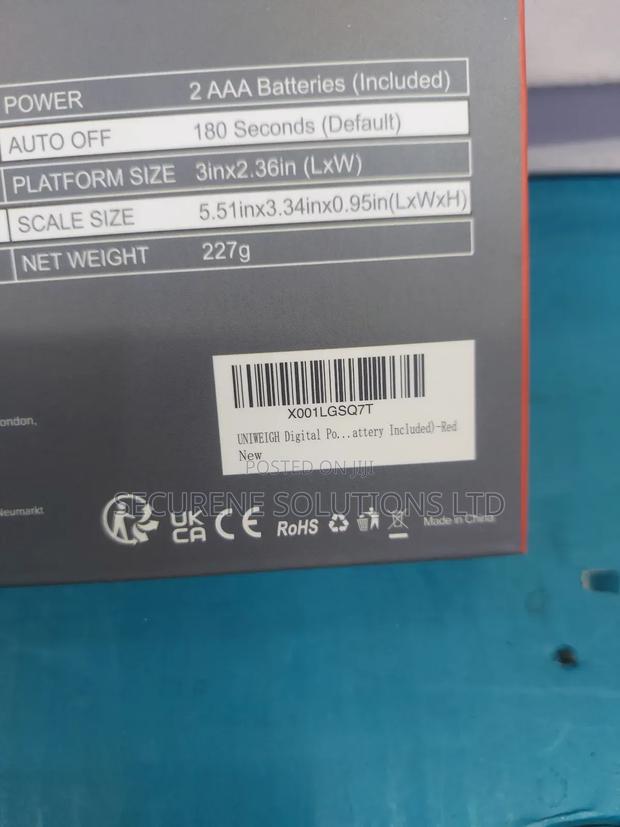 POWER 2 AAA Batteries (Included)
AUTO OFF 180 Seconds (Default)
PLATFORM SIZE 3inx2.36in (LxW)
SCALE SIZE 5.51inx3.34inx0.95in(LxWxH)
NET WEIGHT 227g
X001LGSQ7T
ondon,
UNIWEIGH Digital Po...attery Included)-Red
New
POSTED ON JIJI
SECURENE SOLUTIONS LTD
Neumarkt
UK
CA CE RoHS Made in China